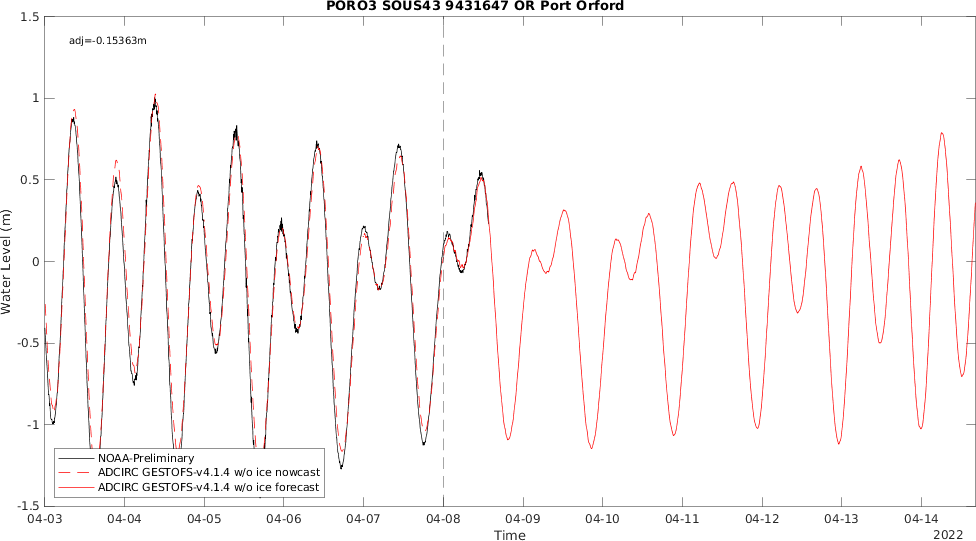 PORO3 SOUS43 9431647 OR Port Orford
adj=-0.15363m
Water Level (m)
1.5
1
0.5
0
-0.5
-1
-1.5
NOAA-Preliminary
ADCIRC GESTOFS-v4.1.4 w/o ice nowcast
ADCIRC GESTOFS-v4.1.4 w/o ice forecast
04-03 04-04 04-05 04-06 04-07 04-08 04-09 04-10 04-11 04-12 04-13 04-14
Time
2022